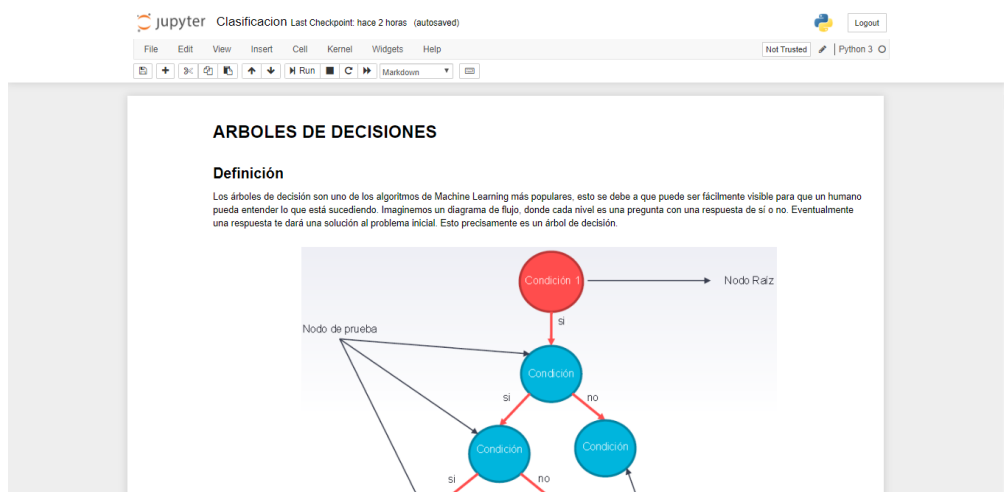 jupyter Clasificacion Last Checkpoint: hace 2 horas (autosaved)
Logout
File Edit View Insert Cell Kernel Widgets Help
Not Trusted Python 3
Run Markdown
ARBOLES DE DECISIONES
Definición
Los árboles de decisión son uno de los algoritmos de Machine Learning más populares, esto se debe a que puede ser fácilmente visible para que un humano
pueda entender lo que está sucediendo. Imaginemos un diagrama de flujo, donde cada nivel es una pregunta con una respuesta de sí o no. Eventualmente
una respuesta te dará una solución al problema inicial. Esto precisamente es un árbol de decisión.
Condición 1
Nodo Raíz
si
Nodo de prueba
Condición
si
no
Condición
Condición
si
no